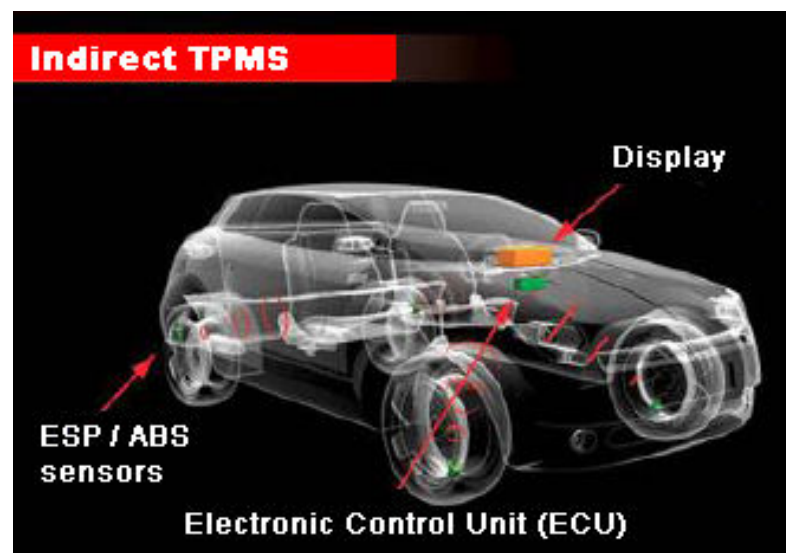 Indirect TPMS
Display
ESP / ABS
sensors
Electronic Control Unit (ECU)